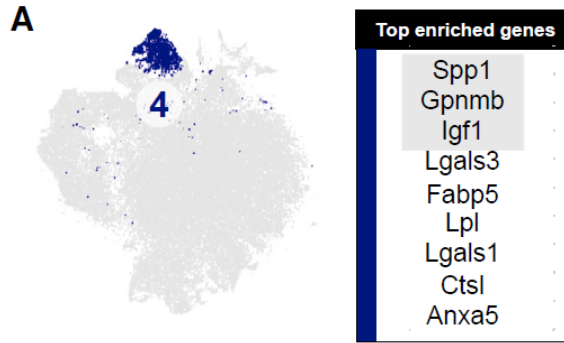 A
4
Top enriched genes
Spp1
Gpnmb
Igf1
Lgals3
Fabp5
Lpl
Lgals1
Ctsl
Anxa5